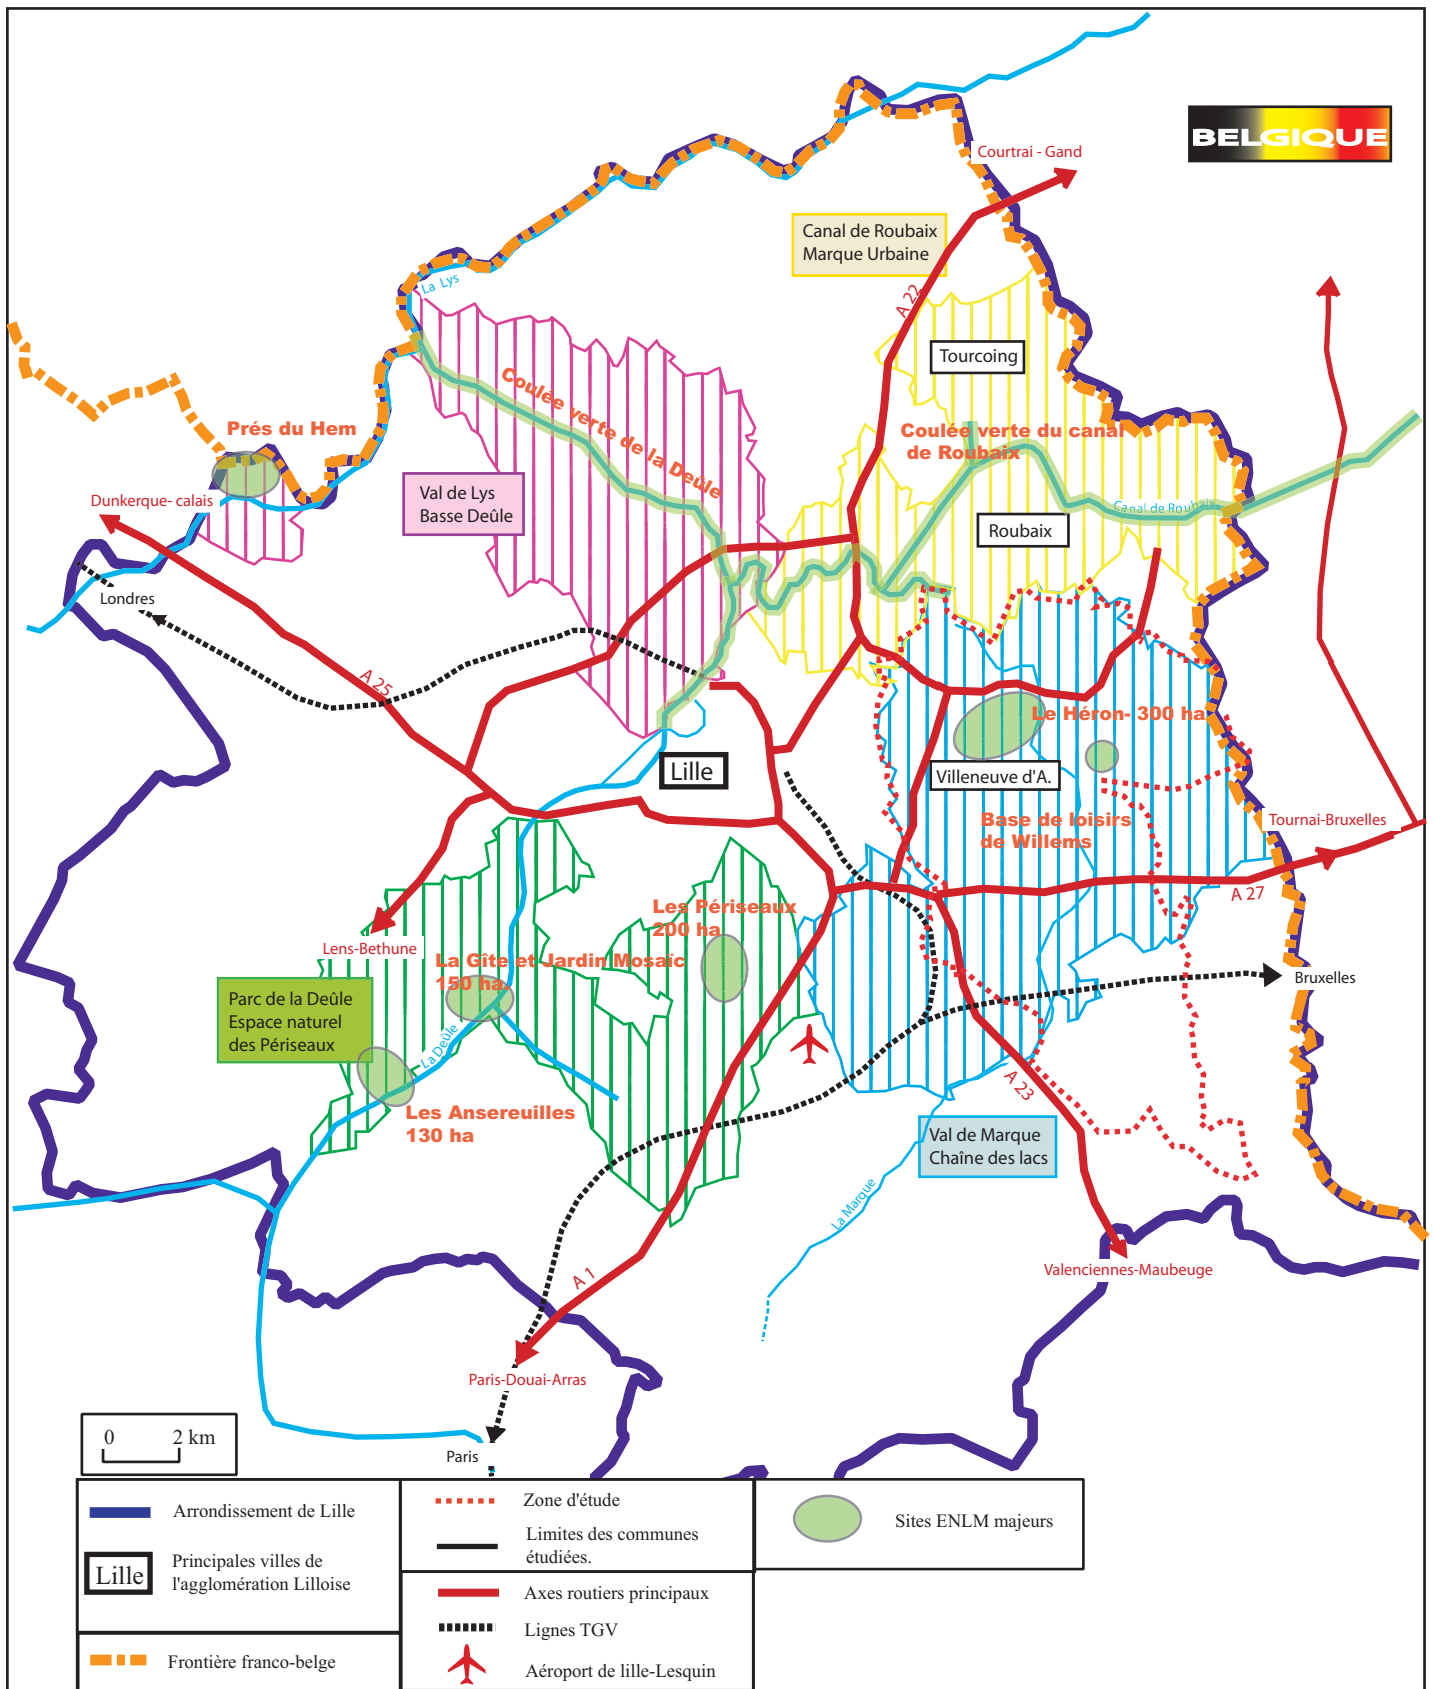 BELGIQUE
Courtrai - Gand
Canal de Roubaix
Marque Urbaine
La Lys
A 22
Tourcoing
Coulée verte de la Deûle
Prés du Hem
Coulée verte du canal
de Roubaix
Val de Lys
Basse Deûle
Dunkerque- calais
Canal de Roubaix
Roubaix
Londres
A 25
Le Héron- 300 ha
Lille
Villeneuve d'A.
Base de loisirs
de Willems
Tournai-Bruxelles
A 27
Les Périseaux
200 ha
Lens-Bethune
La Gîte et Jardin Mosaïc
150 ha
Bruxelles
Parc de la Deûle
Espace naturel
des Périseaux
La Deûle
A 23
Les Ansereuilles
130 ha
Val de Marque
Chaîne des lacs
La Marque
Valenciennes-Maubeuge
A 1
Paris-Douai-Arras
Paris
0 2 km
Arrondissement de Lille
Lille
Principales villes de
l'agglomération Lilloise
Frontière franco-belge
Zone d'étude
Limites des communes
étudiées.
Axes routiers principaux
Lignes TGV
Aéroport de lille-Lesquin
Sites ENLM majeurs